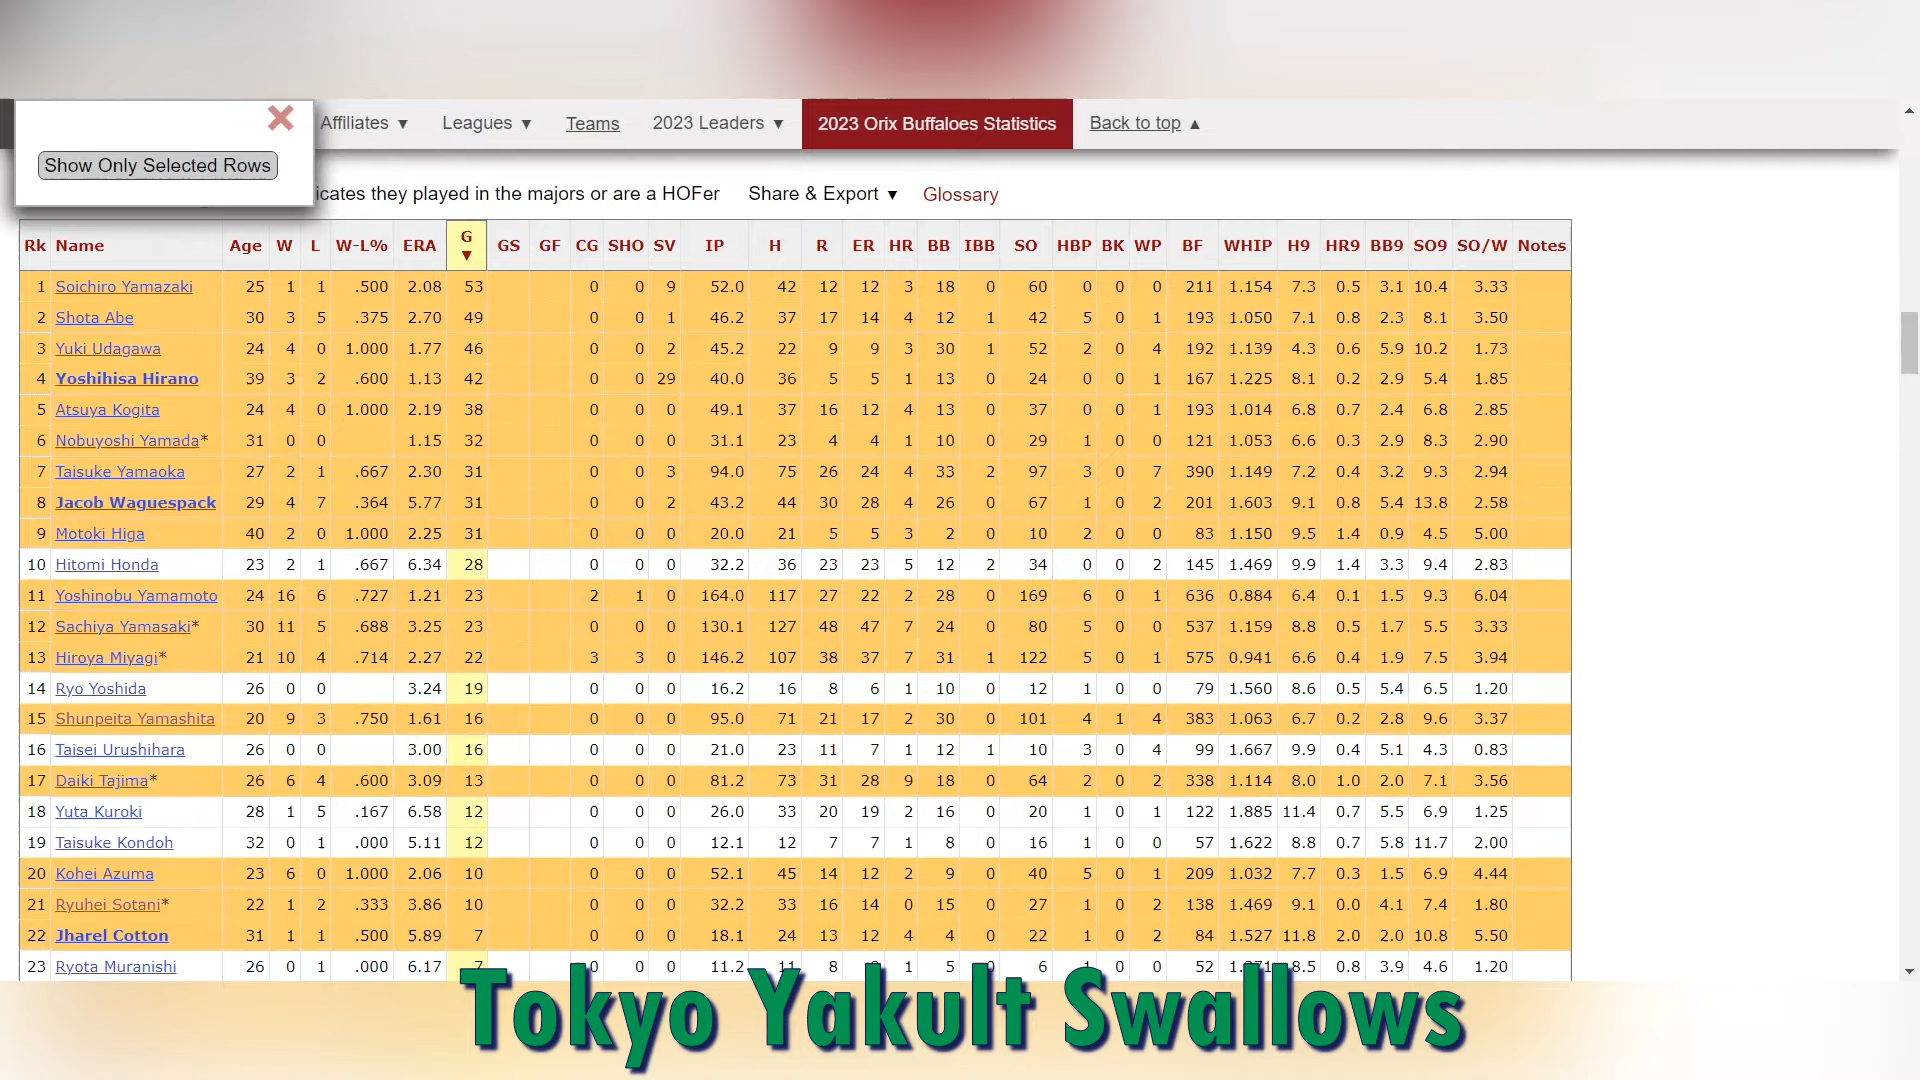 Affiliates ▼ Leagues ▼ Teams 2023 Leaders ▼ 2023 Orix Buffaloes Statistics Back to top ▲
Show Only Selected Rows
icates they played in the majors or are a HOFer Share & Export ▼ Glossary
Rk Name Age W L W-L% ERA G ▼ GS GF CG SHO SV IP H R ER HR BB IBB SO HBP BK WP BF WHIP H9 HR9 BB9 SO9 SO/W Notes
1 Soichiro Yamazaki 25 1 1 .500 2.08 53 0 0 9 52.0 42 12 12 3 18 0 60 0 0 0 211 1.154 7.3 0.5 3.1 10.4 3.33
2 Shota Abe 30 3 5 .375 2.70 49 0 0 1 46.2 37 17 14 4 12 1 42 5 0 1 193 1.050 7.1 0.8 2.3 8.1 3.50
3 Yuki Udagawa 24 4 0 1.000 1.77 46 0 0 2 45.2 22 9 9 3 30 1 52 2 0 4 192 1.139 4.3 0.6 5.9 10.2 1.73
4 Yoshihisa Hirano 39 3 2 .600 1.13 42 0 0 29 40.0 36 5 5 1 13 0 24 0 0 1 167 1.225 8.1 0.2 2.9 5.4 1.85
5 Atsuya Kogita 24 4 0 1.000 2.19 38 0 0 0 49.1 37 16 12 4 13 0 37 0 0 1 193 1.014 6.8 0.7 2.4 6.8 2.85
6 Nobuyoshi Yamada* 31 0 0 1.15 32 0 0 0 31.1 23 4 4 1 10 0 29 1 0 0 121 1.053 6.6 0.3 2.9 8.3 2.90
7 Taisuke Yamaoka 27 2 1 .667 2.30 31 0 0 3 94.0 75 26 24 4 33 2 97 3 0 7 390 1.149 7.2 0.4 3.2 9.3 2.94
8 Jacob Waguespack 29 4 7 .364 5.77 31 0 0 2 43.2 44 30 28 4 26 0 67 1 0 2 201 1.603 9.1 0.8 5.4 13.8 2.58
9 Motoki Higa 40 2 0 1.000 2.25 31 0 0 0 20.0 21 5 5 3 2 0 10 2 0 0 83 1.150 9.5 1.4 0.9 4.5 5.00
10 Hitomi Honda 23 2 1 .667 6.34 28 0 0 0 32.2 36 23 23 5 12 2 34 0 0 2 145 1.469 9.9 1.4 3.3 9.4 2.83
11 Yoshinobu Yamamoto 24 16 6 .727 1.21 23 2 1 0 164.0 117 27 22 2 28 0 169 6 0 1 636 0.884 6.4 0.1 1.5 9.3 6.04
12 Sachiya Yamasaki* 30 11 5 .688 3.25 23 0 0 0 130.1 127 48 47 7 24 0 80 5 0 0 537 1.159 8.8 0.5 1.7 5.5 3.33
13 Hiroya Miyagi* 21 10 4 .714 2.27 22 3 3 0 146.2 107 38 37 7 31 1 122 5 0 1 575 0.941 6.6 0.4 1.9 7.5 3.94
14 Ryo Yoshida 26 0 0 3.24 19 0 0 0 16.2 16 8 6 1 10 0 12 1 0 0 79 1.560 8.6 0.5 5.4 6.5 1.20
15 Shunpeita Yamashita 20 9 3 .750 1.61 16 0 0 0 95.0 71 21 17 2 30 0 101 4 1 4 383 1.063 6.7 0.2 2.8 9.6 3.37
16 Taisei Urushihara 26 0 0 3.00 16 0 0 0 21.0 23 11 7 1 12 1 10 3 0 4 99 1.667 9.9 0.4 5.1 4.3 0.83
17 Daiki Tajima* 26 6 4 .600 3.09 13 0 0 0 81.2 73 31 28 9 18 0 64 2 0 2 338 1.114 8.0 1.0 2.0 7.1 3.56
18 Yuta Kuroki 28 1 5 .167 6.58 12 0 0 0 26.0 33 20 19 2 16 0 20 1 0 1 122 1.885 11.4 0.7 5.5 6.9 1.25
19 Taisuke Kondoh 32 0 1 .000 5.11 12 0 0 0 12.1 12 7 7 1 8 0 16 1 0 0 57 1.622 8.8 0.7 5.8 11.7 2.00
20 Kohei Azuma 23 6 0 1.000 2.06 10 0 0 0 52.1 45 14 12 2 9 0 40 5 0 1 209 1.032 7.7 0.3 1.5 6.9 4.44
21 Ryuhei Sotani* 22 1 2 .333 3.86 10 0 0 0 32.2 33 16 14 0 15 0 27 1 0 2 138 1.469 9.1 0.0 4.1 7.4 1.80
22 Jharel Cotton 31 1 1 .500 5.89 7 0 0 0 18.1 24 13 12 4 4 0 22 1 0 2 84 1.527 11.8 2.0 2.0 10.8 5.50
23 Ryota Muranishi 26 0 1 .000 6.17 7 0 0 0 11.2 11 8 1 5 0 6 1 0 0 52 8.5 0.8 3.9 4.6 1.20
Tokyo Yakult Swallows